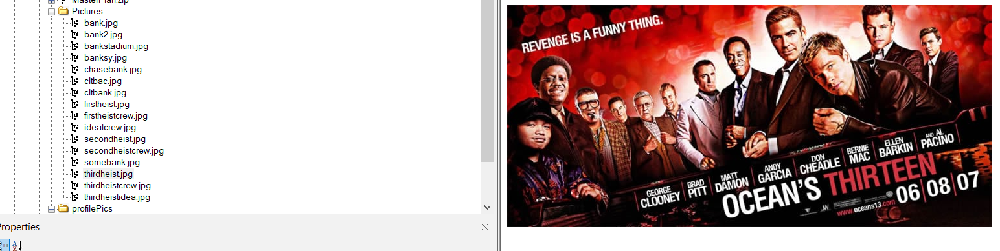 MasterPlan.zip
Pictures
bank.jpg
bank2.jpg
bankstadium.jpg
banksy.jpg
chasebank.jpg
cltbac.jpg
cltbank.jpg
firstheist.jpg
firstheistcrew.jpg
idealcrew.jpg
secondheist.jpg
secondheistcrew.jpg
somebank.jpg
thirdheist.jpg
thirdheistcrew.jpg
thirdheistidea.jpg
profilePics
Properties
REVENGE IS A FUNNY THING.
GEORGE CLOONEY
BRAD PITT
MATT DAMON
ANDY GARCIA
DON CHEADLE
BERNIE MAC
ELLEN BARKIN
AND AL PACINO
OCEAN'S THIRTEEN
www.oceans13.com
06|08|07